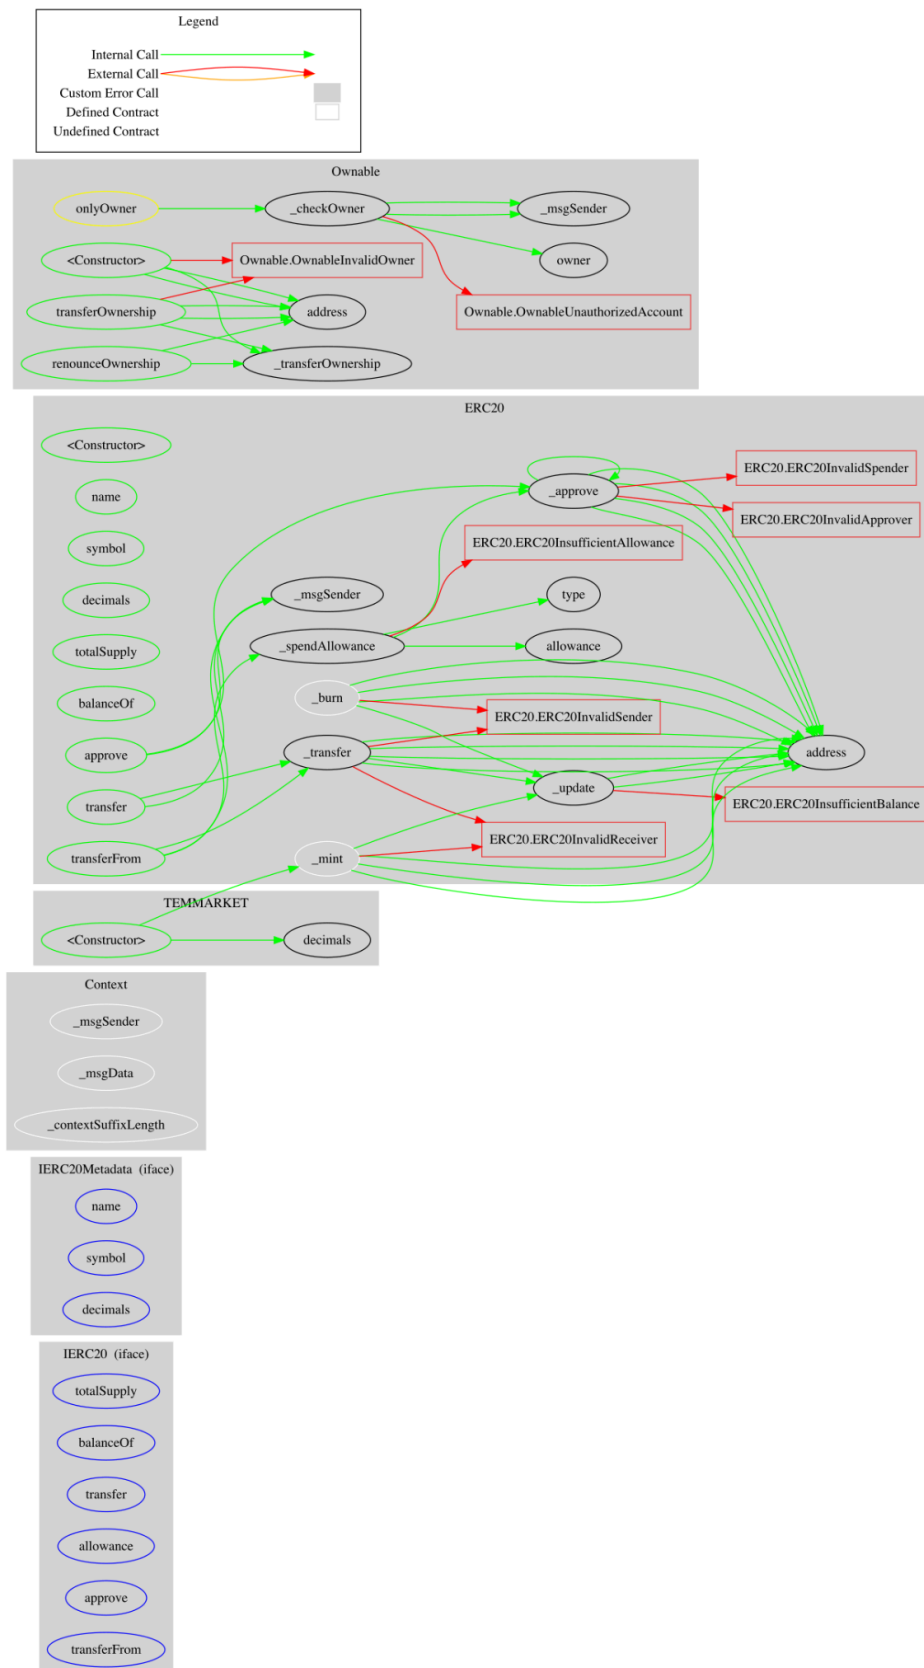 Legend
Internal Call
External Call
Custom Error Call
Defined Contract
Undefined Contract
Ownable
onlyOwner
_checkOwner
_msgSender
<Constructor>
Ownable.OwnableInvalidOwner
owner
transferOwnership
address
Ownable.OwnableUnauthorizedAccount
renounceOwnership
_transferOwnership
ERC20
<Constructor>
ERC20.ERC20InvalidSpender
name
_approve
ERC20.ERC20InvalidApprover
symbol
ERC20.ERC20InsufficientAllowance
decimals
_msgSender
type
totalSupply
_spendAllowance
allowance
balanceOf
_burn
ERC20.ERC20InvalidSender
approve
_transfer
address
transfer
_update
ERC20.ERC20InsufficientBalance
transferFrom
_mint
ERC20.ERC20InvalidReceiver
TEMMARKET
<Constructor>
decimals
Context
_msgSender
_msgData
_contextSuffixLength
IERC20Metadata (iface)
name
symbol
decimals
IERC20 (iface)
totalSupply
balanceOf
transfer
allowance
approve
transferFrom